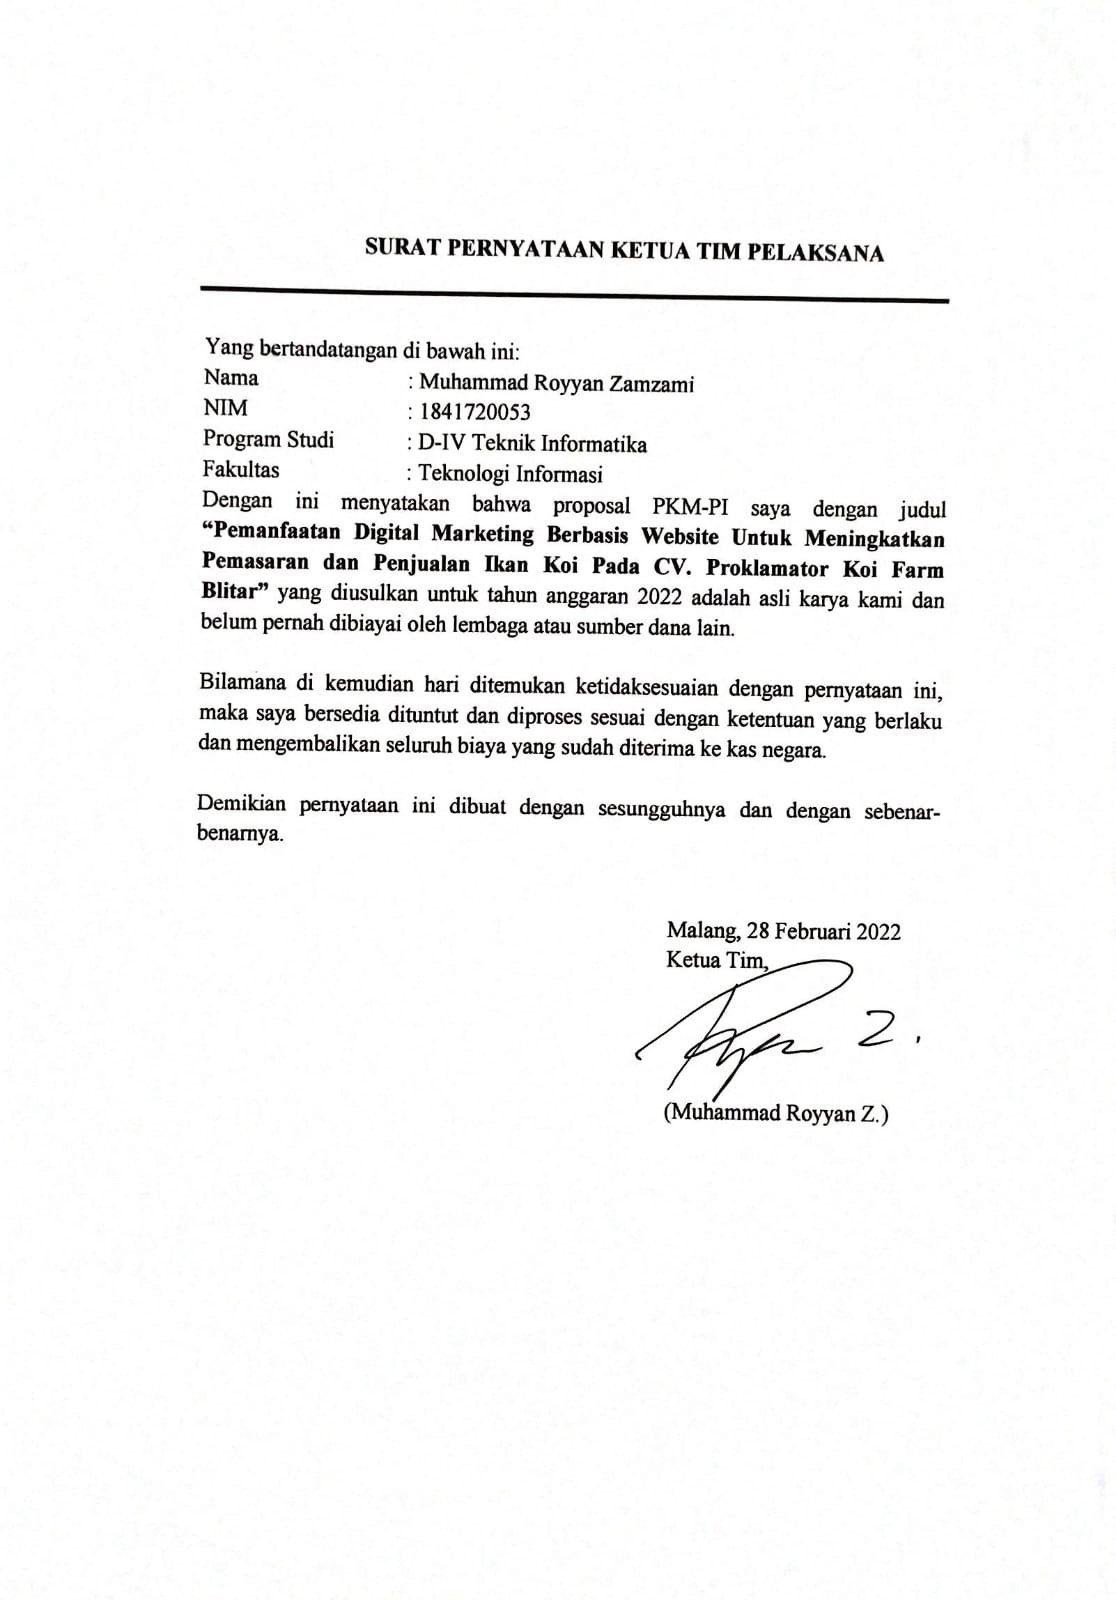 SURAT PERNYATAAN KETUA TIM PELAKSANA
Yang bertandatangan di bawah ini:
Nama : Muhammad Royyan Zamzami
NIM : 1841720053
Program Studi : D-IV Teknik Informatika
Fakultas : Teknologi Informasi
Dengan ini menyatakan bahwa proposal PKM-PI saya dengan judul
“Pemanfaatan Digital Marketing Berbasis Website Untuk Meningkatkan
Pemasaran dan Penjualan Ikan Koi Pada CV. Proklamator Koi Farm
Blitar” yang diusulkan untuk tahun anggaran 2022 adalah asli karya kami dan
belum pernah dibiayai oleh lembaga atau sumber dana lain.
Bilamana di kemudian hari ditemukan ketidaksesuaian dengan pernyataan ini,
maka saya bersedia dituntut dan diproses sesuai dengan ketentuan yang berlaku
dan mengembalikan seluruh biaya yang sudah diterima ke kas negara.
Demikian pernyataan ini dibuat dengan sesungguhnya dan dengan sebenar-
benarnya.
Malang, 28 Februari 2022
Ketua Tim,
(Muhammad Royyan Z.)